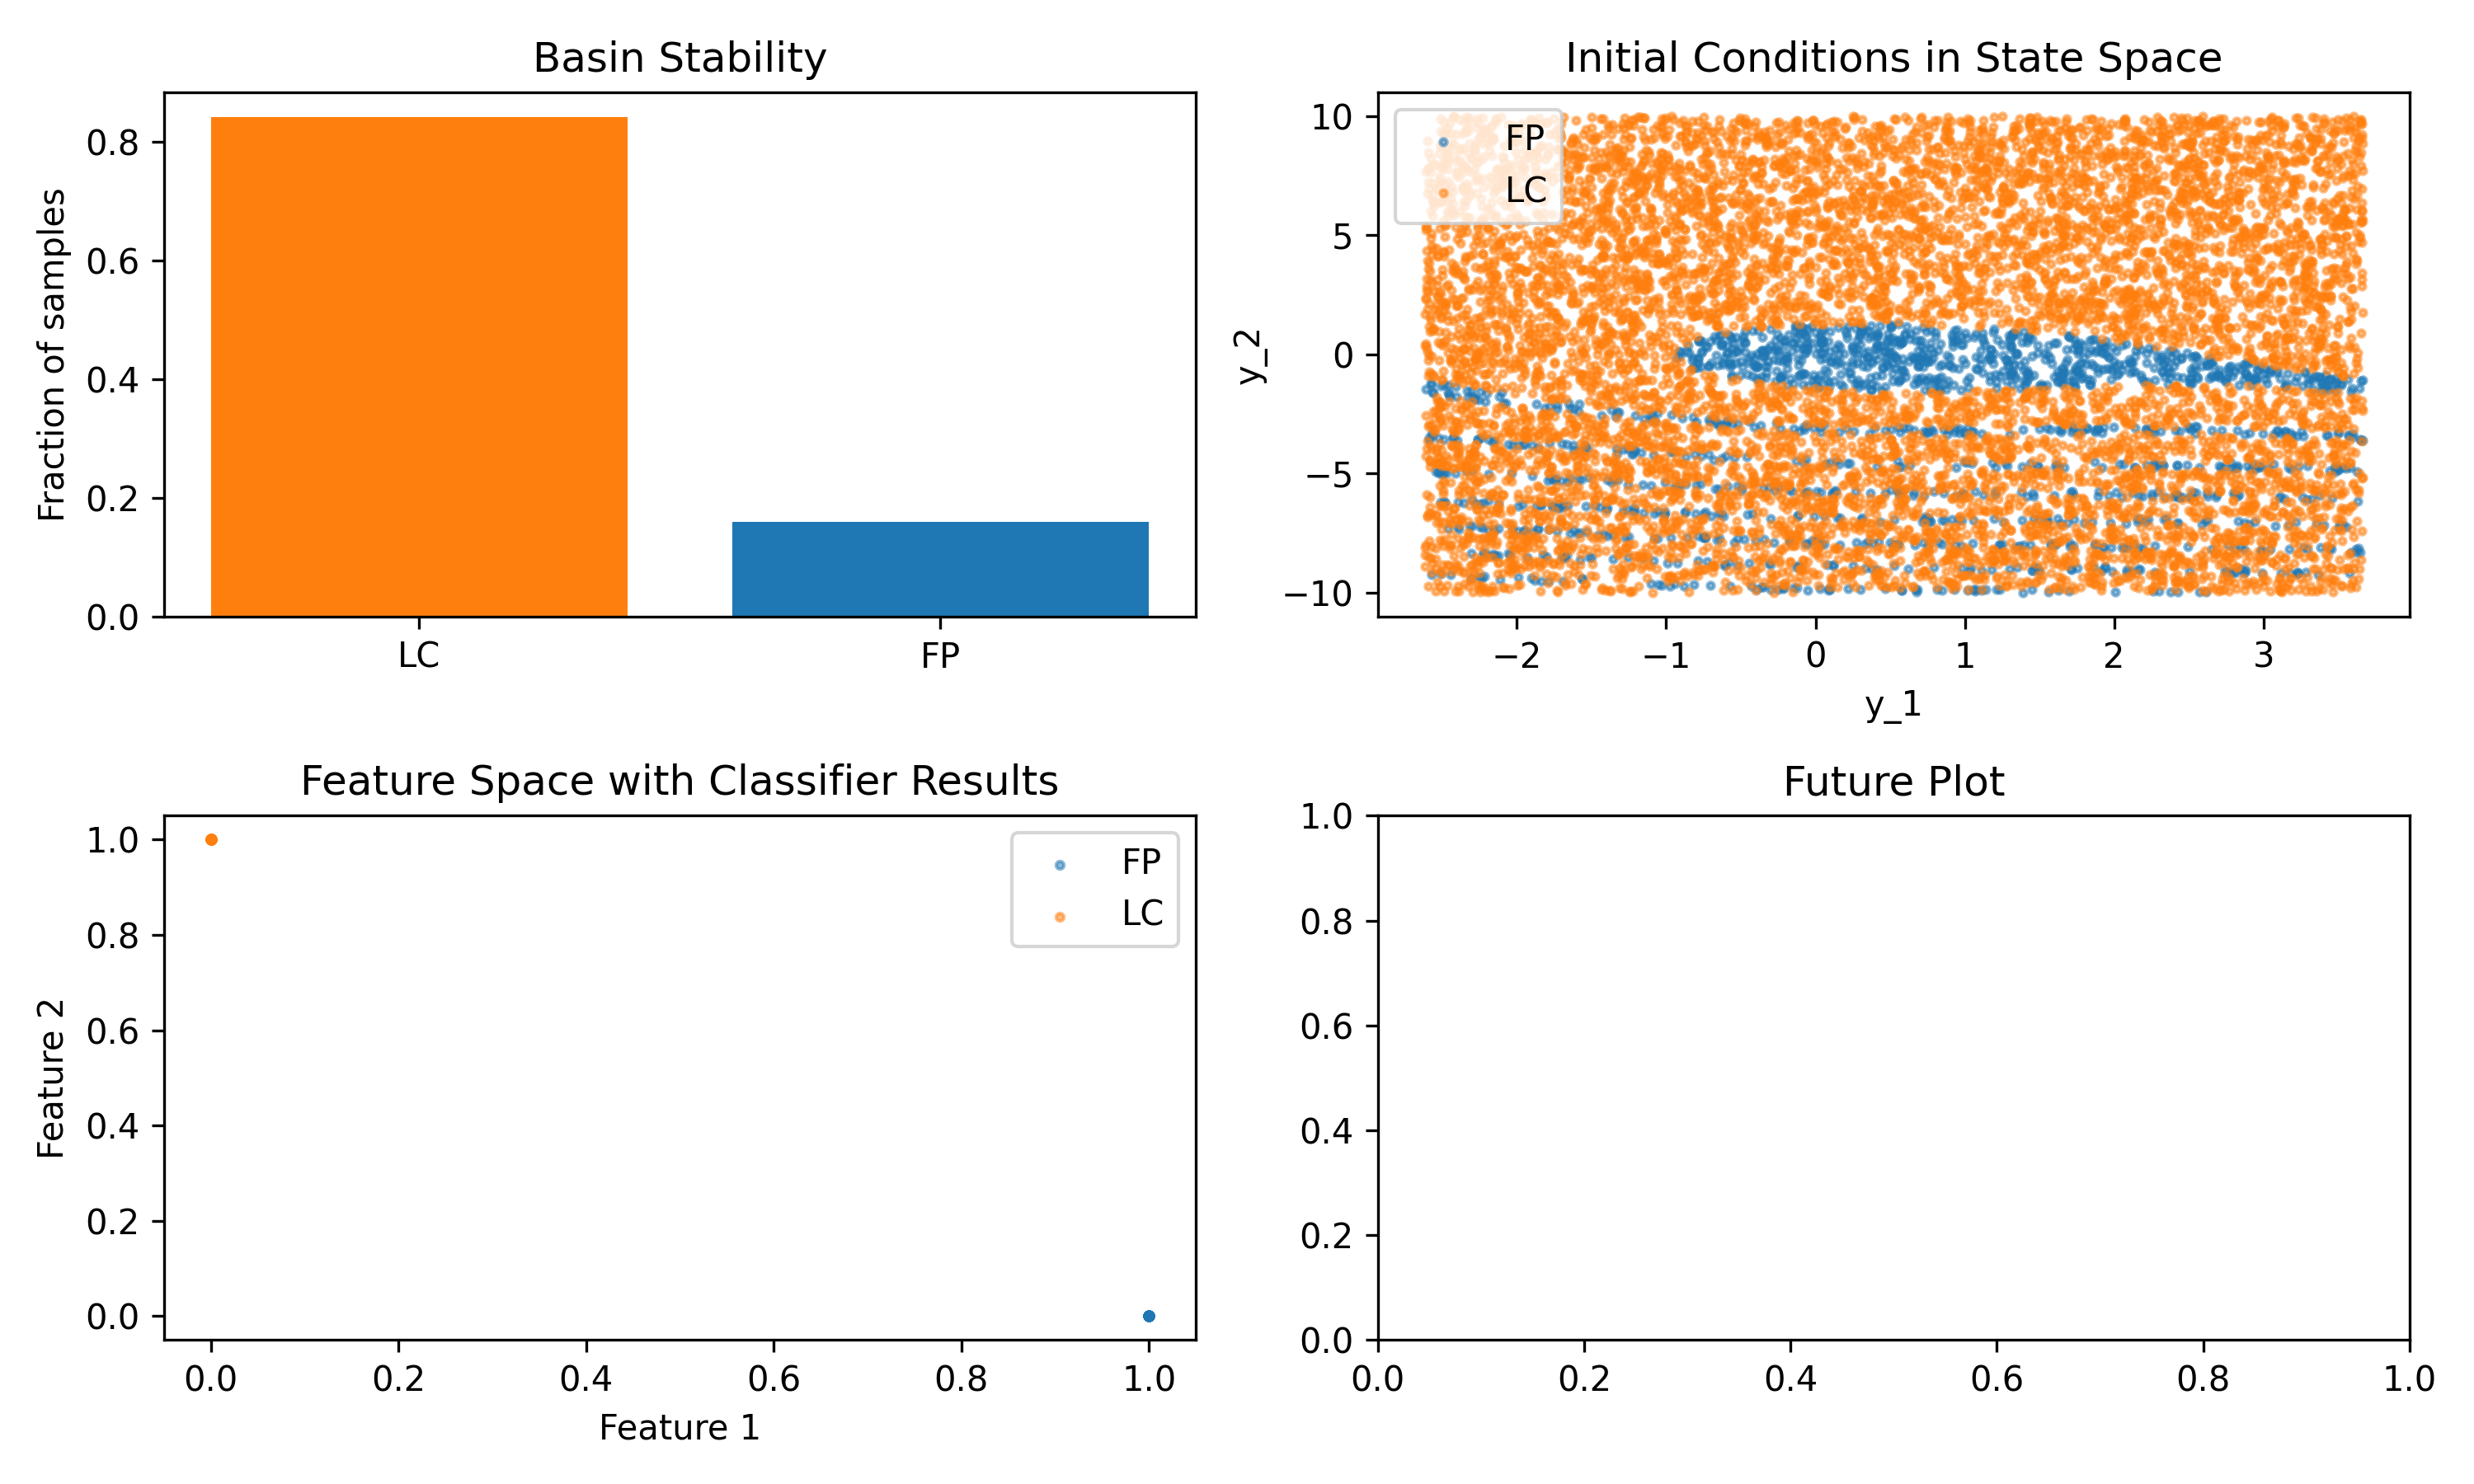 Basin Stability
Fraction of samples
0.8
0.6
0.4
0.2
0.0
LC
FP
Initial Conditions in State Space
y_2
10
5
0
−5
−10
FP
LC
−2
−1
0
1
2
3
y_1
Feature Space with Classifier Results
Feature 2
1.0
0.8
0.6
0.4
0.2
0.0
FP
LC
0.0
0.2
0.4
0.6
0.8
1.0
Feature 1
Future Plot
1.0
0.8
0.6
0.4
0.2
0.0
0.0
0.2
0.4
0.6
0.8
1.0